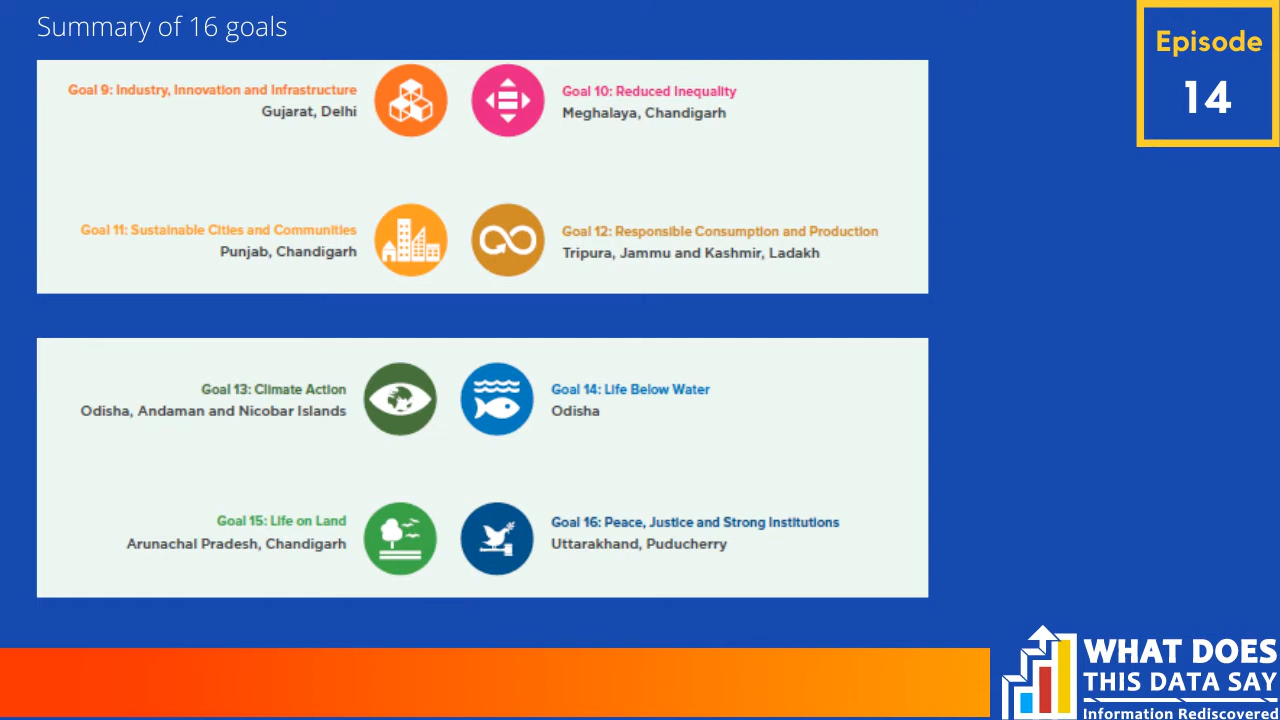 Summary of 16 goals
Episode
14
Goal 9: Industry, Innovation and Infrastructure
Gujarat, Delhi
Goal 10: Reduced Inequality
Meghalaya, Chandigarh
Goal 11: Sustainable Cities and Communities
Punjab, Chandigarh
Goal 12: Responsible Consumption and Production
Tripura, Jammu and Kashmir, Ladakh
Goal 13: Climate Action
Odisha, Andaman and Nicobar Islands
Goal 14: Life Below Water
Odisha
Goal 15: Life on Land
Arunachal Pradesh, Chandigarh
Goal 16: Peace, Justice and Strong Institutions
Uttarakhand, Puducherry
WHAT DOES
THIS DATA SAY
Information Rediscovered